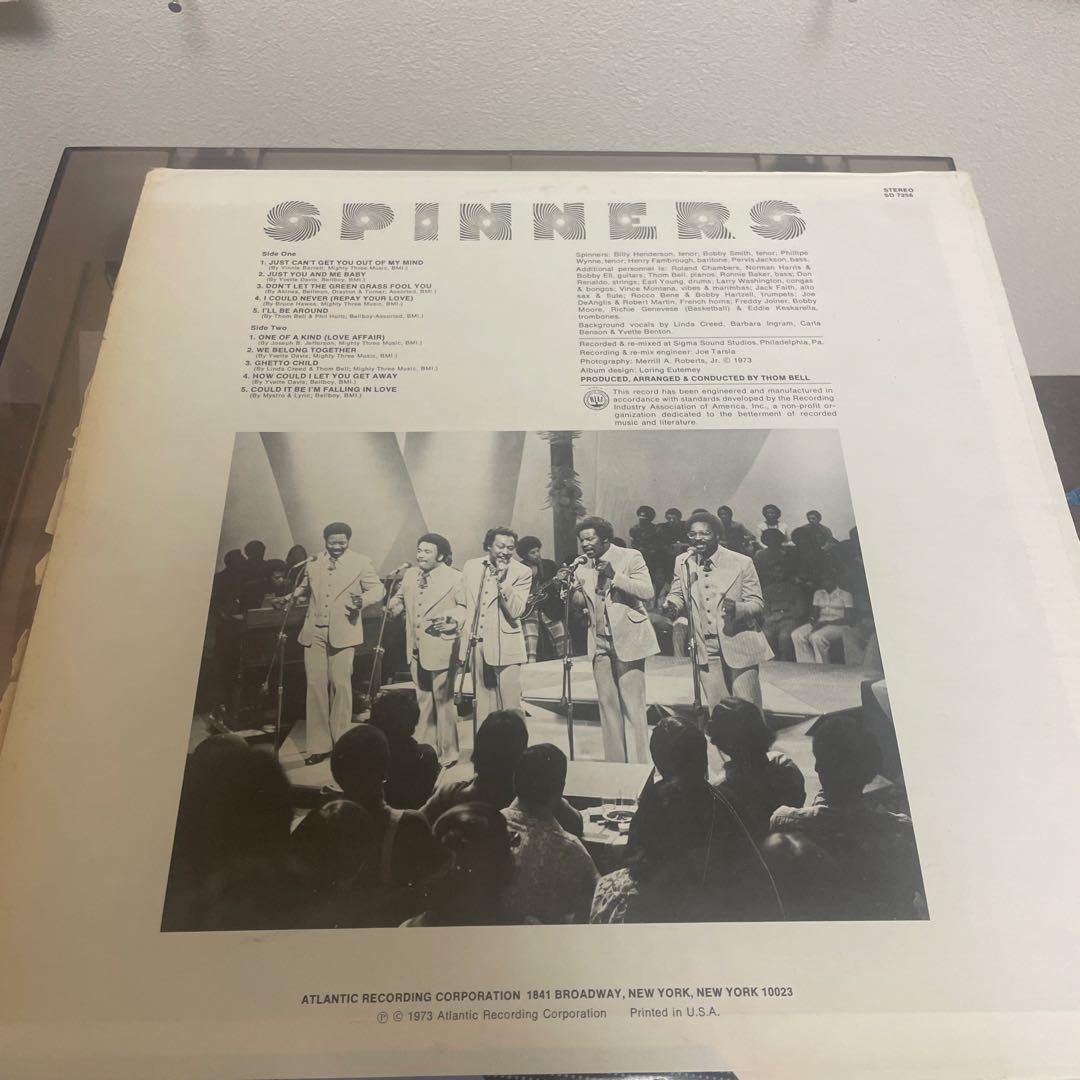 SPINNERS
STEREO
SD 7256
Side One
1. JUST CAN'T GET YOU OUT OF MY MIND
(By Vinnie Barrett; Mighty Three Music, BMI.)
2. JUST YOU AND ME BABY
(By Yvette Davis; Bellboy, BMI.)
3. DON'T LET THE GREEN GRASS FOOL YOU
(By Akines, Bellmon, Drayton & Turner; Assorted, BMI.)
4. I COULD NEVER (REPAY YOUR LOVE)
(By Bruce Hawes; Mighty Three Music, BMI.)
5. I'LL BE AROUND
(By Thom Bell & Phil Hurtt; Bellboy-Assorted, BMI.)
Side Two
1. ONE OF A KIND (LOVE AFFAIR)
(By Joseph B. Jefferson; Mighty Three Music, BMI.)
2. WE BELONG TOGETHER
(By Yvette Davis; Mighty Three Music, BMI.)
3. GHETTO CHILD
(By Linda Creed & Thom Bell; Mighty Three Music, BMI.)
4. HOW COULD I LET YOU GET AWAY
(By Yvette Davis; Bellboy, BMI.)
5. COULD IT BE I'M FALLING IN LOVE
(By Mystro & Lyric; Bellboy, BMI.)
Spinners: Billy Henderson, tenor; Bobby Smith, tenor; Phillipe
Wynne, tenor; Henry Fambrough, baritone; Pervis Jackson, bass.
Additional personnel is: Roland Chambers, Norman Harris &
Bobby Eli, guitars; Thom Bell, pianos; Ronnie Baker, bass; Don
Renaldo, strings; Earl Young, drums; Larry Washington, congas
& bongos; Vince Montana, vibes & marimbas; Jack Faith, alto
sax & flute; Rocco Bene & Bobby Hartzell, trumpets; Joe
DeAnglis & Robert Martin, French horns; Freddy Joiner, Bobby
Moore, Richie Genevese (Basketball) & Eddie Keskarella,
trombones.
Background vocals by Linda Creed, Barbara Ingram, Carla
Benson & Yvette Benton.
Recorded & re-mixed at Sigma Sound Studios, Philadelphia, Pa.
Recording & re-mix engineer: Joe Tarsia
Photography: Merrill A. Roberts, Jr. © 1973
Album design: Loring Eutemey
PRODUCED, ARRANGED & CONDUCTED BY THOM BELL
RIAA
This record has been engineered and manufactured in
accordance with standards developed by the Recording
Industry Association of America, Inc., a non-profit or-
ganization dedicated to the betterment of recorded
music and literature.
ATLANTIC RECORDING CORPORATION 1841 BROADWAY, NEW YORK, NEW YORK 10023
℗ © 1973 Atlantic Recording Corporation Printed in U.S.A.